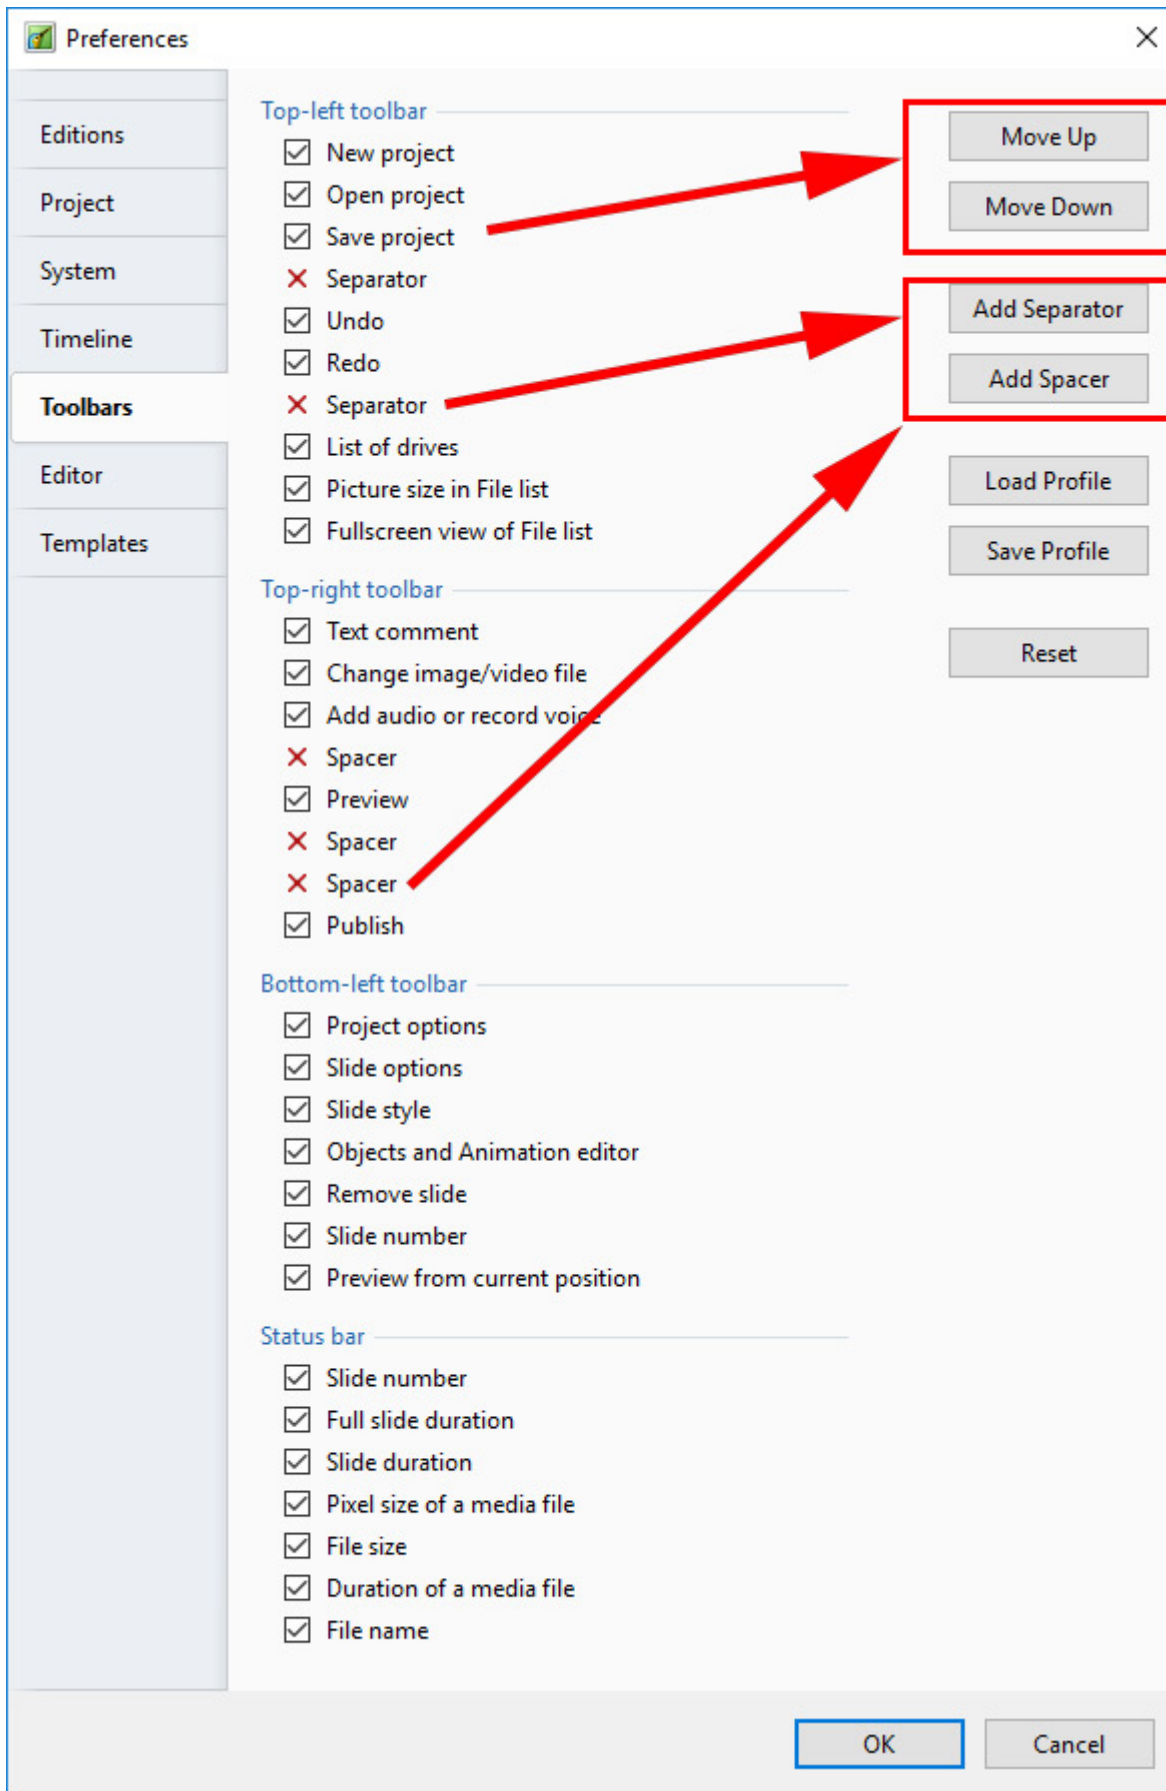 Preferences
Editions
Project
System
Timeline
Toolbars
Editor
Templates
Top-left toolbar
New project
Open project
Save project
Separator
Undo
Redo
Separator
List of drives
Picture size in File list
Fullscreen view of File list
Top-right toolbar
Text comment
Change image/video file
Add audio or record voice
Spacer
Preview
Spacer
Spacer
Publish
Bottom-left toolbar
Project options
Slide options
Slide style
Objects and Animation editor
Remove slide
Slide number
Preview from current position
Status bar
Slide number
Full slide duration
Slide duration
Pixel size of a media file
File size
Duration of a media file
File name
Move Up
Move Down
Add Separator
Add Spacer
Load Profile
Save Profile
Reset
OK
Cancel